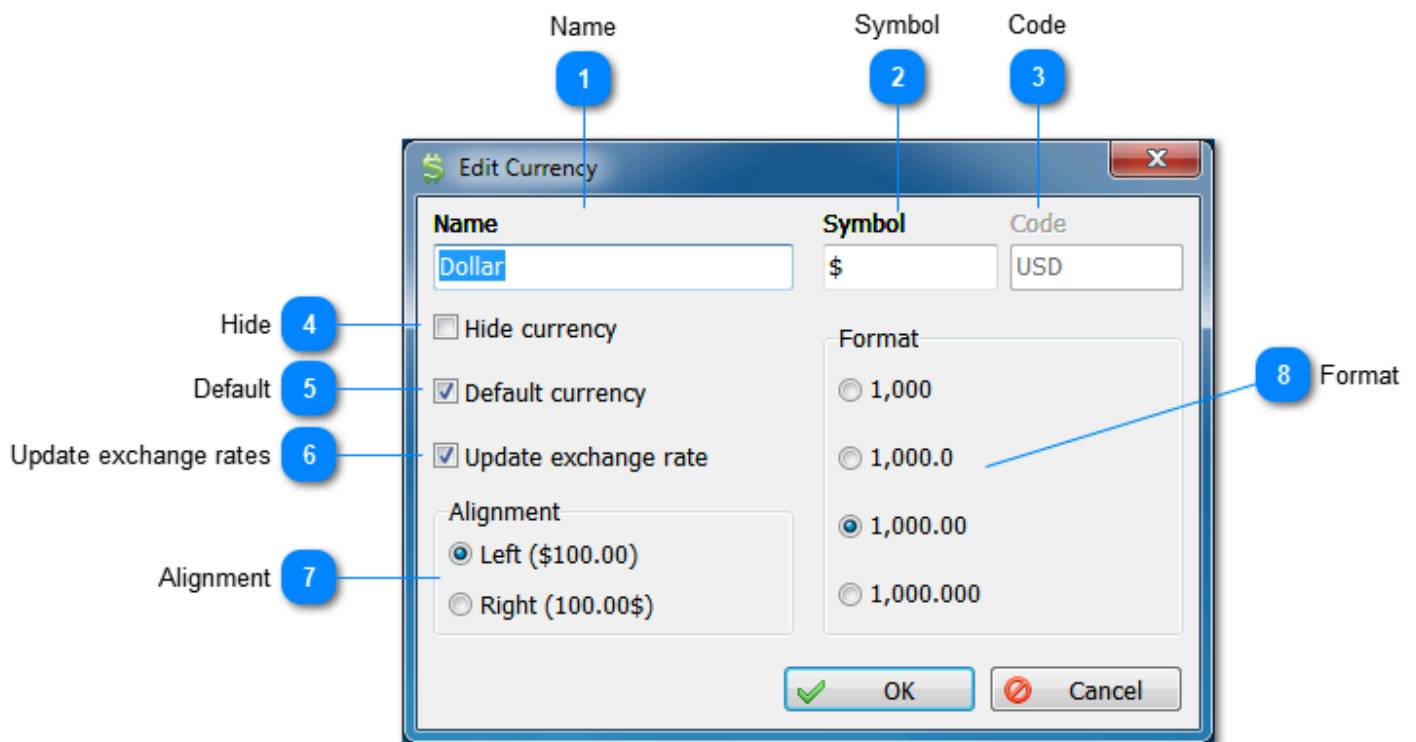 Name
Symbol
Code
1
2
3
Edit Currency
Name
Symbol
Code
Dollar
$
USD
Hide
4
Hide currency
Default
5
Default currency
Update exchange rates
6
Update exchange rate
Alignment
7
Alignment
Left ($100.00)
Right (100.00$)
Format
1,000
1,000.0
1,000.00
1,000.000
8
Format
OK
Cancel